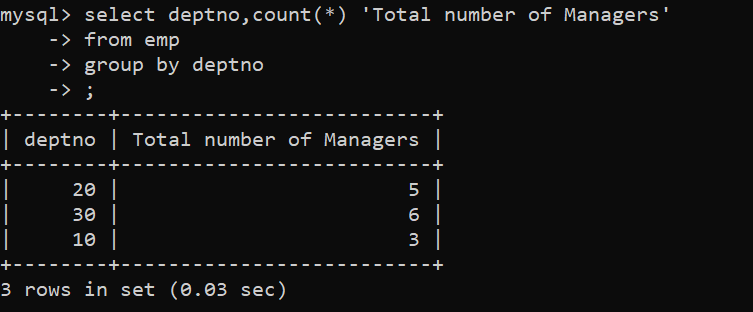 mysql> select deptno,count(*) 'Total number of Managers'
    -> from emp
    -> group by deptno
    -> ;
+--------+--------------------------+
| deptno | Total number of Managers |
+--------+--------------------------+
|     20 |                        5 |
|     30 |                        6 |
|     10 |                        3 |
+--------+--------------------------+
3 rows in set (0.03 sec)